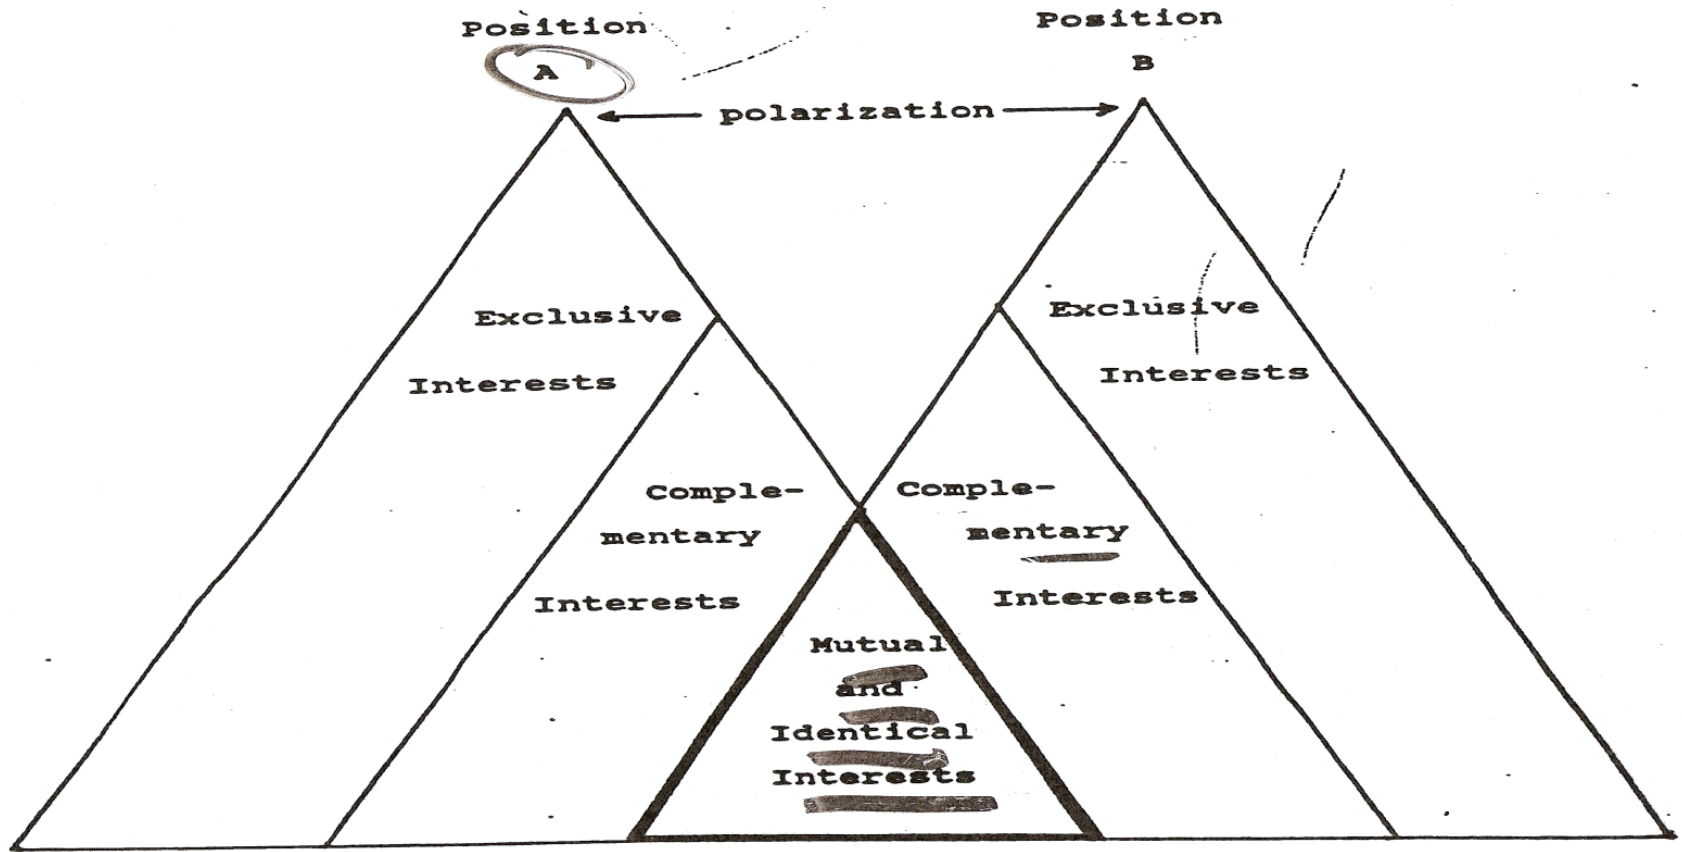 Position
A
Position
B
polarization
Exclusive
Interests
Exclusive
Interests
Comple-
mentary
Interests
Comple-
mentary
Interests
Mutual
and
Identical
Interests